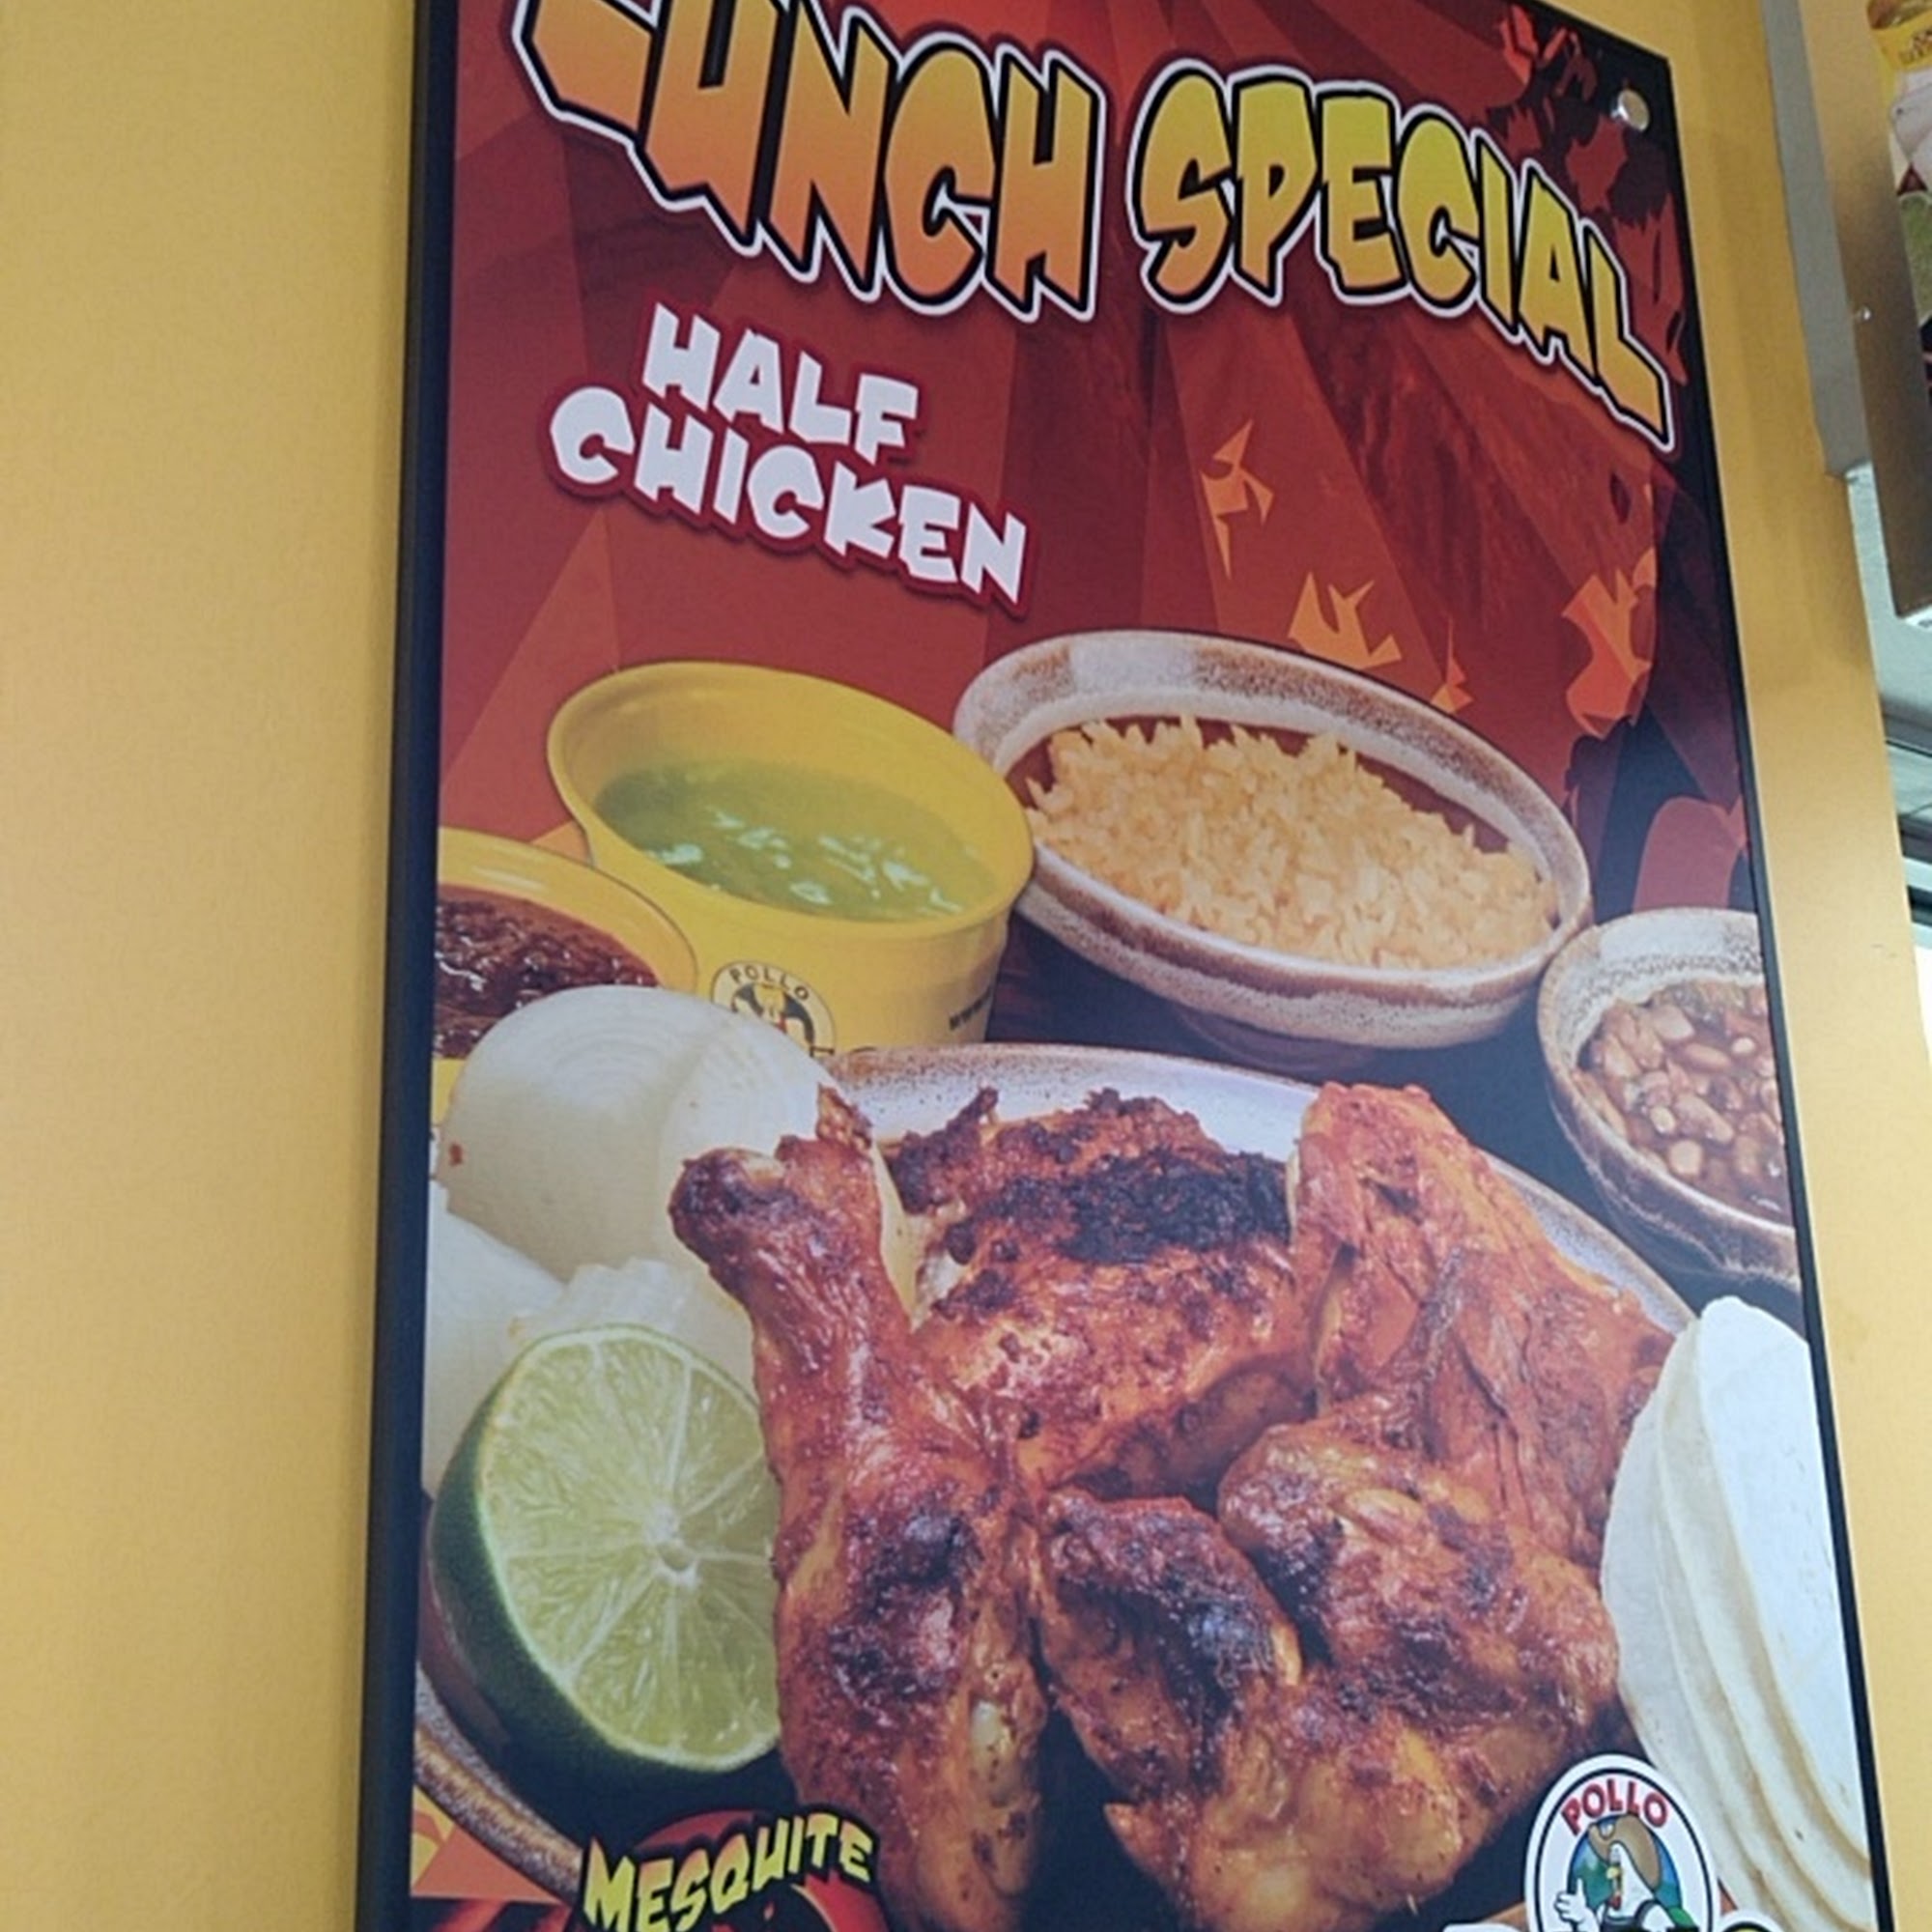 LUNCH SPECIAL
HALF
CHICKEN
POLLO
MESQUITE
POLLO